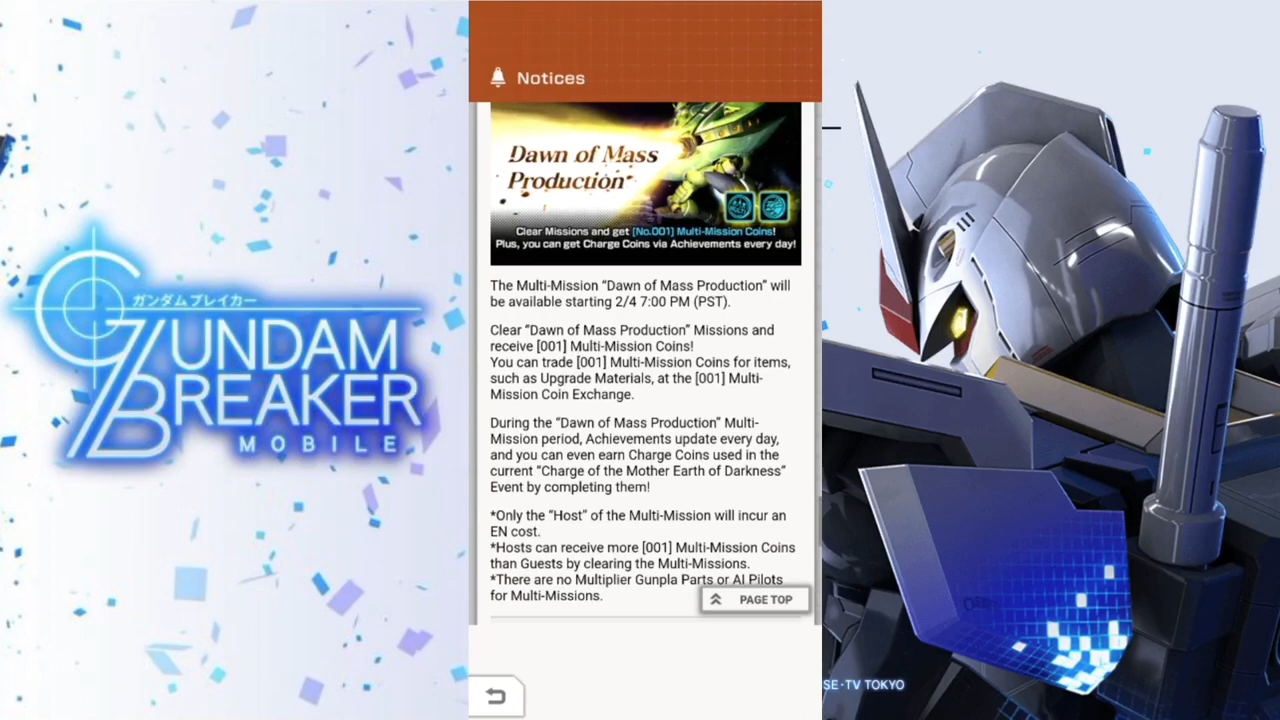 ガンダムブレイカー
GUNDAM
BREAKER
MOBILE
Notices
Dawn of Mass
Production
Clear Missions and get [No.001] Multi-Mission Coins!
Plus, you can get Charge Coins via Achievements every day!
The Multi-Mission “Dawn of Mass Production” will
be available starting 2/4 7:00 PM (PST).
Clear “Dawn of Mass Production” Missions and
receive [001] Multi-Mission Coins!
You can trade [001] Multi-Mission Coins for items,
such as Upgrade Materials, at the [001] Multi-
Mission Coin Exchange.
During the “Dawn of Mass Production” Multi-
Mission period, Achievements update every day,
and you can even earn Charge Coins used in the
current “Charge of the Mother Earth of Darkness”
Event by completing them!
*Only the “Host” of the Multi-Mission will incur an
EN cost.
*Hosts can receive more [001] Multi-Mission Coins
than Guests by clearing the Multi-Missions.
*There are no Multiplier Gunpla Parts or AI Pilots
for Multi-Missions.
PAGE TOP
SE・TV TOKYO